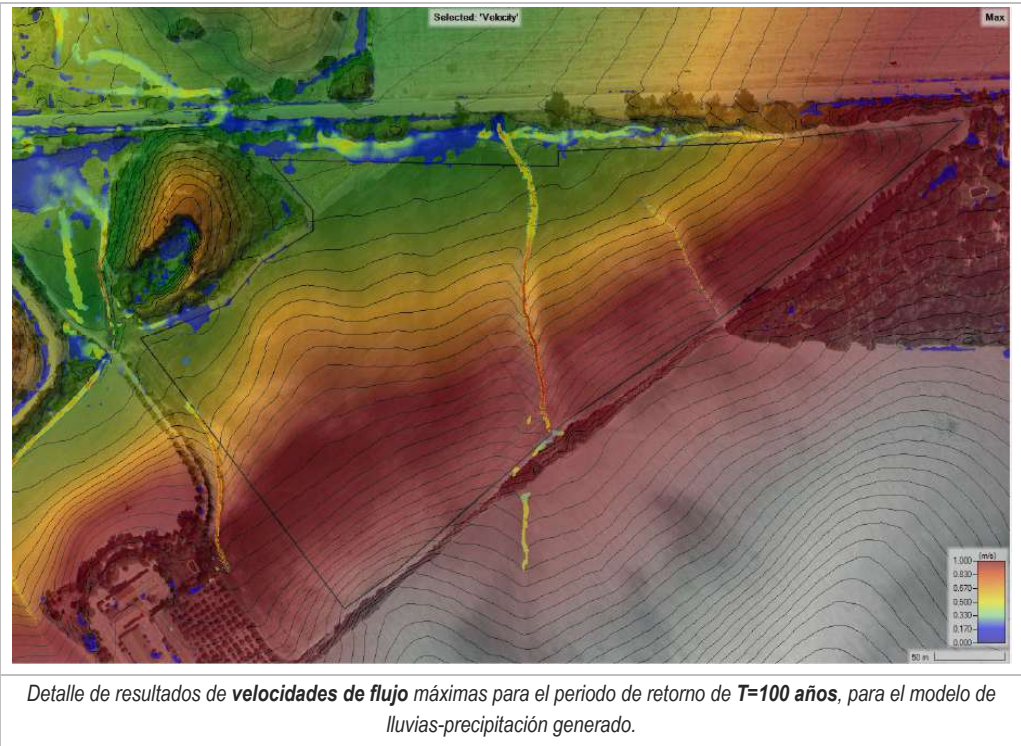 Selected: 'Velocity'
Max
(m/s)
1.000
0.830
0.670
0.500
0.330
0.170
0.000
50 m
Detalle de resultados de velocidades de flujo máximas para el periodo de retorno de T=100 años, para el modelo de
lluvias-precipitación generado.